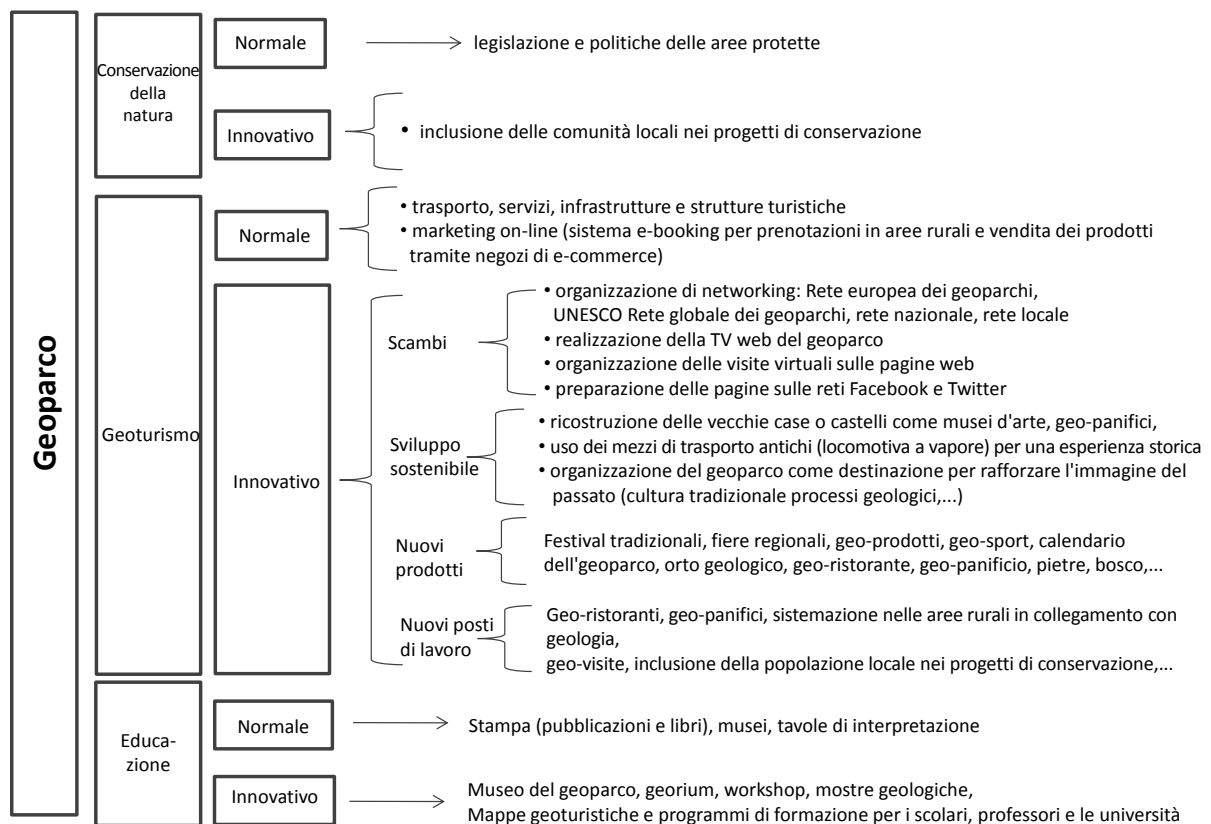 Geoparco
Conservazione
della
natura
Normale
legislazione e politiche delle aree protette
Innovativo
• inclusione delle comunità locali nei progetti di conservazione
Geoturismo
Normale
• trasporto, servizi, infrastrutture e strutture turistiche
• marketing on-line (sistema e-booking per prenotazioni in aree rurali e vendita dei prodotti
tramite negozi di e-commerce)
Innovativo
Scambi
• organizzazione di networking: Rete europea dei geoparchi,
UNESCO Rete globale dei geoparchi, rete nazionale, rete locale
• realizzazione della TV web del geoparco
• organizzazione delle visite virtuali sulle pagine web
• preparazione delle pagine sulle reti Facebook e Twitter
Sviluppo
sostenibile
• ricostruzione delle vecchie case o castelli come musei d'arte, geo-panifici,
• uso dei mezzi di trasporto antichi (locomotiva a vapore) per una esperienza storica
• organizzazione del geoparco come destinazione per rafforzare l'immagine del
passato (cultura tradizionale processi geologici,...)
Nuovi
prodotti
Festival tradizionali, fiere regionali, geo-prodotti, geo-sport, calendario
dell'geoparco, orto geologico, geo-ristorante, geo-panificio, pietre, bosco,...
Nuovi posti
di lavoro
Geo-ristoranti, geo-panifici, sistemazione nelle aree rurali in collegamento con
geologia,
geo-visite, inclusione della popolazione locale nei progetti di conservazione,...
Educa-
zione
Normale
Stampa (pubblicazioni e libri), musei, tavole di interpretazione
Innovativo
Museo del geoparco, georium, workshop, mostre geologiche,
Mappe geoturistiche e programmi di formazione per i scolari, professori e le università